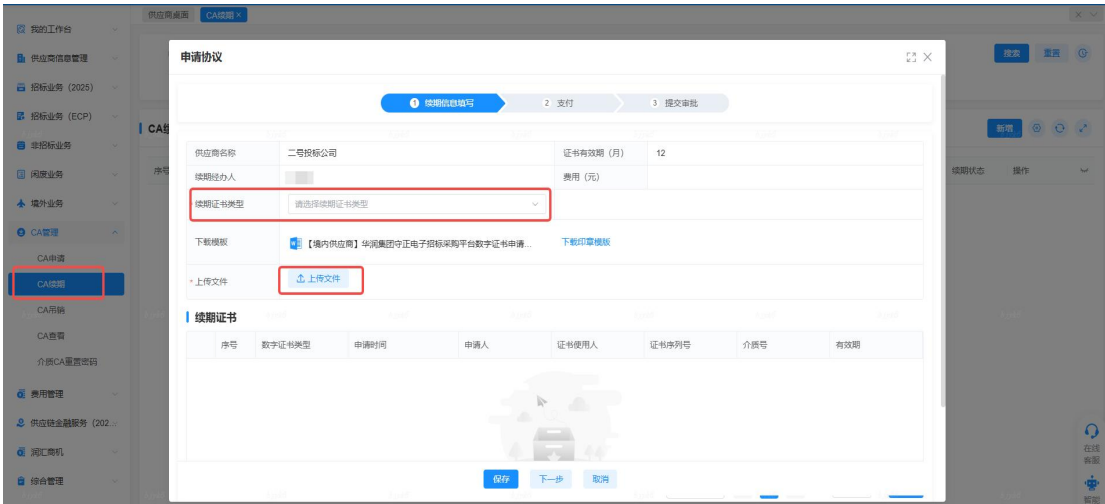 供应商桌面 CA续期 ×
我的工作台
供应商信息管理
招标业务 (2025)
招标业务 (ECP)
非招标业务
闲废业务
境外业务
CA管理
CA申请
CA续期
CA吊销
CA查看
介质CA重置密码
费用管理
供应链金融服务 (202...
润汇商机
综合管理
搜索 重置
新增
序号
续期状态 操作
申请协议
1 续期信息填写 2 支付 3 提交审批
供应商名称 二号投标公司 证书有效期 (月) 12
续期经办人 费用 (元)
续期证书类型 请选择续期证书类型
下载模板 【境内供应商】华润集团守正电子招标采购平台数字证书申请... 下载印章模板
* 上传文件 上传文件
续期证书
序号 数字证书类型 申请时间 申请人 证书使用人 证书序列号 介质号 有效期
保存 下一步 取消
在线
客服
智能